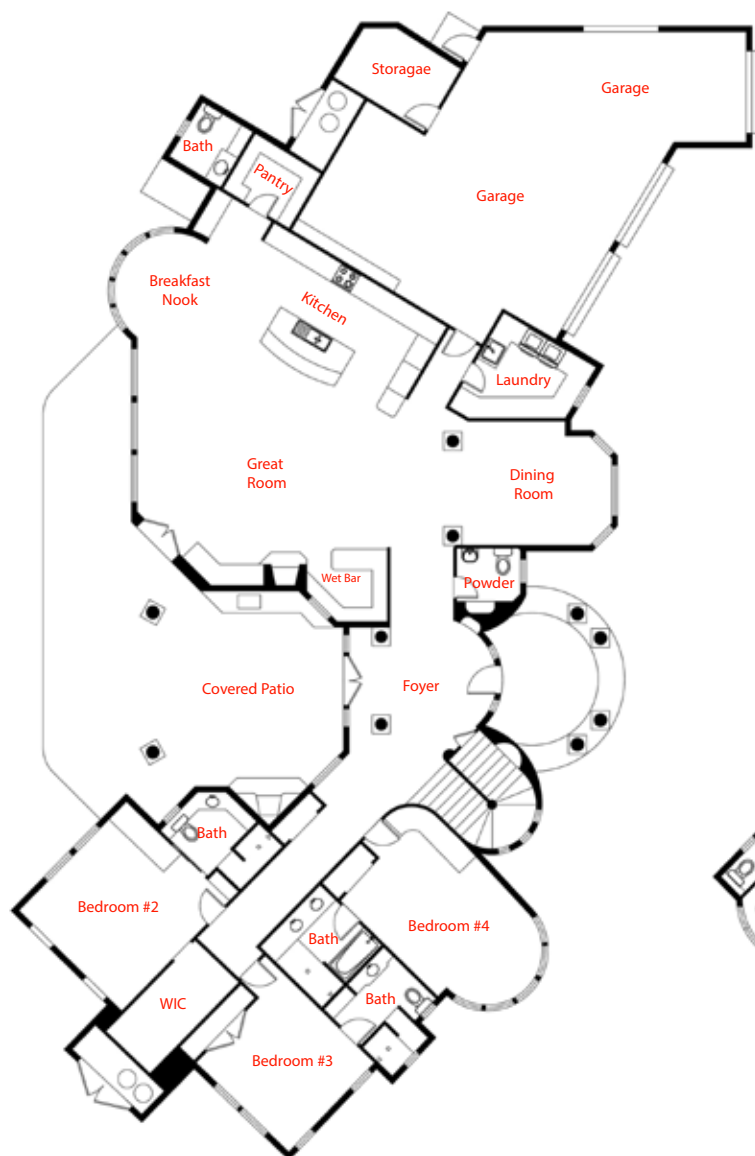 Storagae
Garage
Bath
Pantry
Garage
Breakfast
Nook
Kitchen
Laundry
Great
Room
Dining
Room
Wet Bar
Powder
Covered Patio
Foyer
Bath
Bedroom #2
Bedroom #4
Bath
WIC
Bath
Bedroom #3